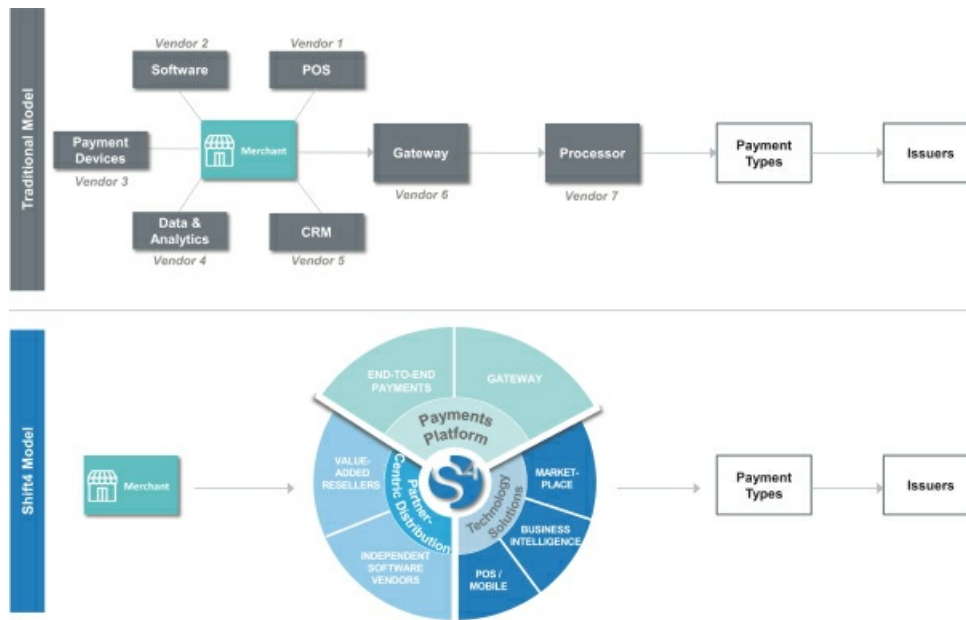 Traditional Model
Vendor 2
Software
Vendor 1
POS
Payment
Devices
Vendor 3
Merchant
Data &
Analytics
Vendor 4
CRM
Vendor 5
Gateway
Vendor 6
Processor
Vendor 7
Payment
Types
Issuers
Shift4 Model
Merchant
END-TO-END
PAYMENTS
GATEWAY
Payments
Platform
VALUE-
ADDED
RESELLERS
INDEPENDENT
SOFTWARE
VENDORS
Partner-
Centric Distribution
S4
Technology
Solutions
MARKET-
PLACE
BUSINESS
INTELLIGENCE
POS /
MOBILE
Payment
Types
Issuers